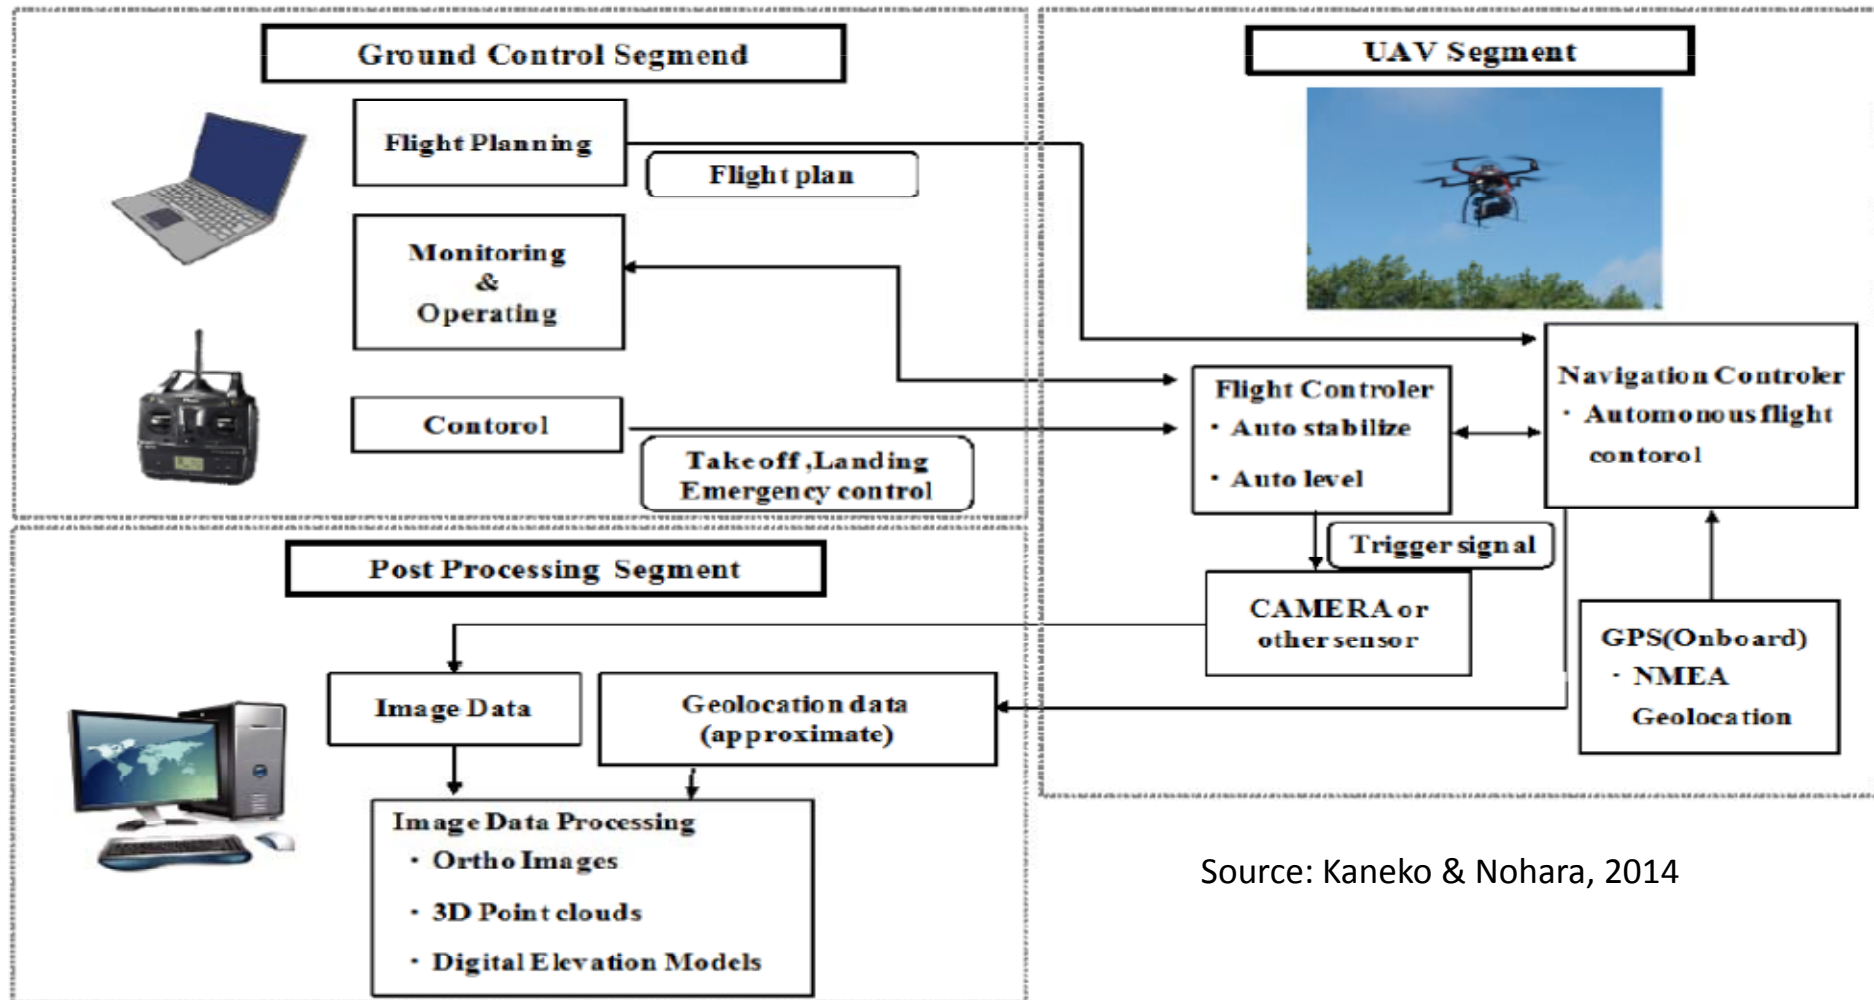 Ground Control Segmend
Flight Planning
Flight plan
Monitoring
&
Operating
Contorol
Take off ,Landing
Emergency control
UAV Segment
Flight Controler
・Auto stabilize
・Auto level
Navigation Controler
・Automonous flight
contorol
Trigger signal
CAMERA or
other sensor
GPS(Onboard)
・NMEA
Geolocation
Post Processing Segment
Image Data
Geolocation data
(approximate)
Image Data Processing
・Ortho Images
・3D Point clouds
・Digital Elevation Models
Source: Kaneko & Nohara, 2014